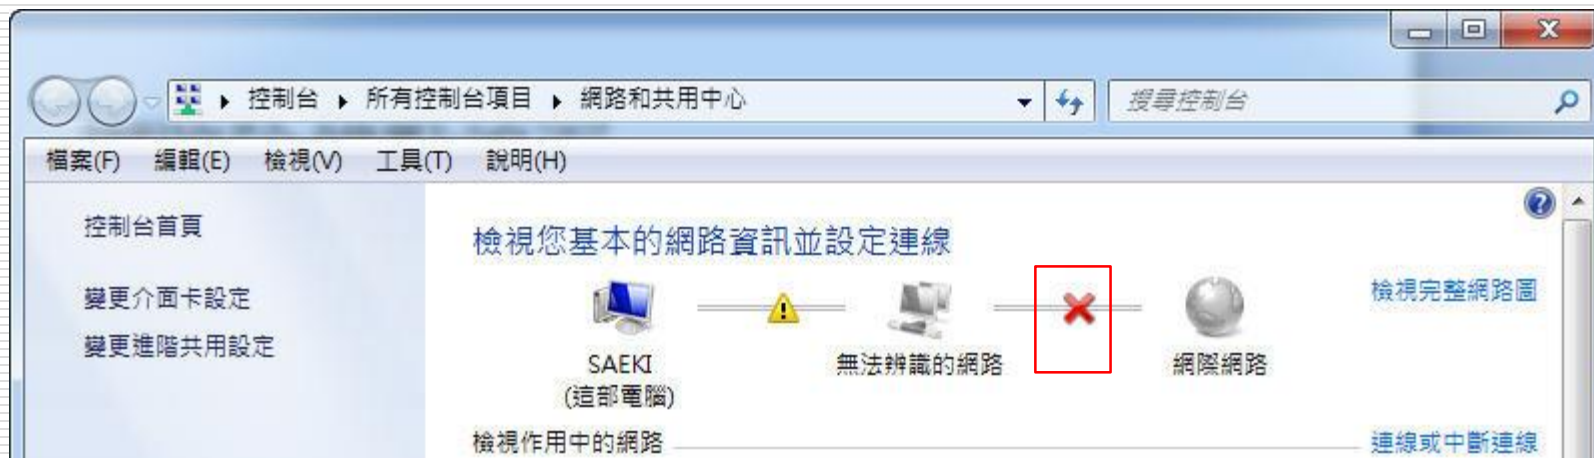 控制台 ▸ 所有控制台項目 ▸ 網路和共用中心
搜尋控制台
檔案(F) 編輯(E) 檢視(V) 工具(T) 說明(H)
控制台首頁
變更介面卡設定
變更進階共用設定
檢視您基本的網路資訊並設定連線
檢視完整網路圖
SAEKI
(這部電腦)
無法辨識的網路
網際網路
檢視作用中的網路
連線或中斷連線